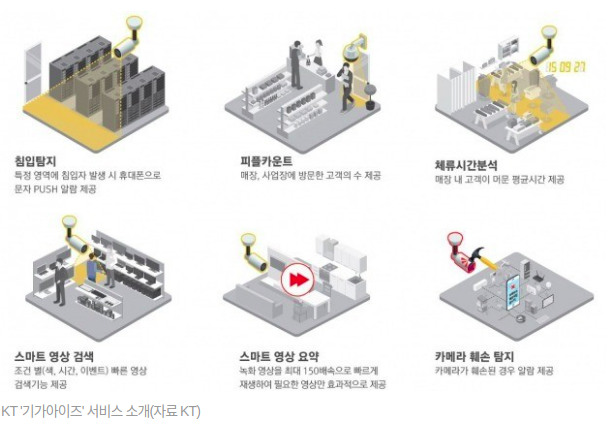 15 09 27
침입탐지
특정 영역에 침입자 발생 시 휴대폰으로
문자 PUSH 알람 제공
피플카운트
매장, 사업장에 방문한 고객의 수 제공
체류시간분석
매장 내 고객이 머문 평균시간 제공
스마트 영상 검색
조건 별(색, 시간, 이벤트) 빠른 영상
검색기능 제공
스마트 영상 요약
녹화 영상을 최대 150배속으로 빠르게
재생하여 필요한 영상만 효과적으로 제공
카메라 훼손 탐지
카메라가 훼손된 경우 알람 제공
KT '기가아이즈' 서비스 소개(자료 KT)